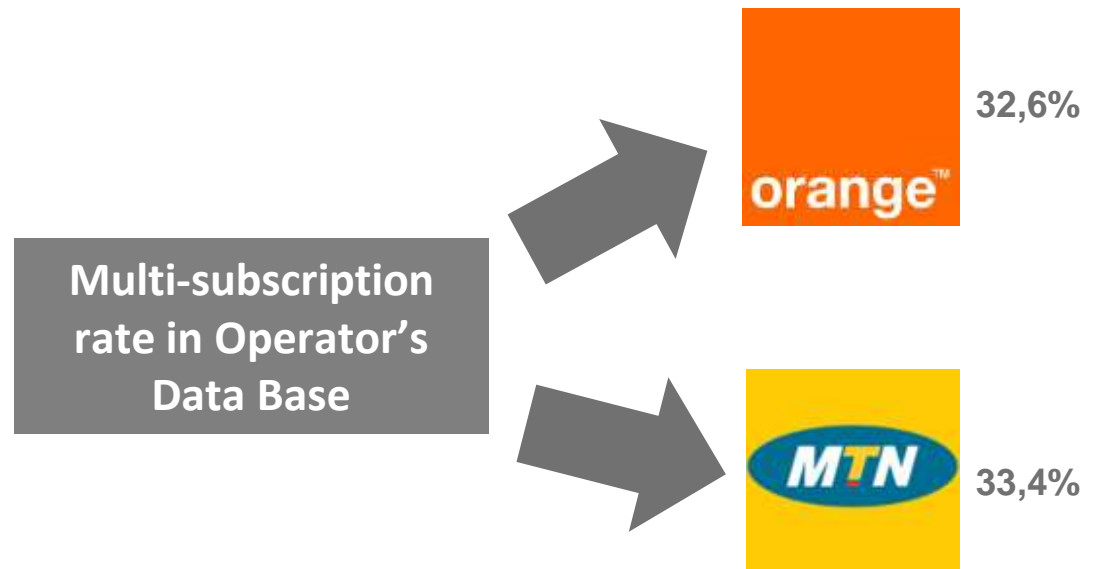 orange™
32,6%
Multi-subscription
rate in Operator’s
Data Base
MTN
33,4%